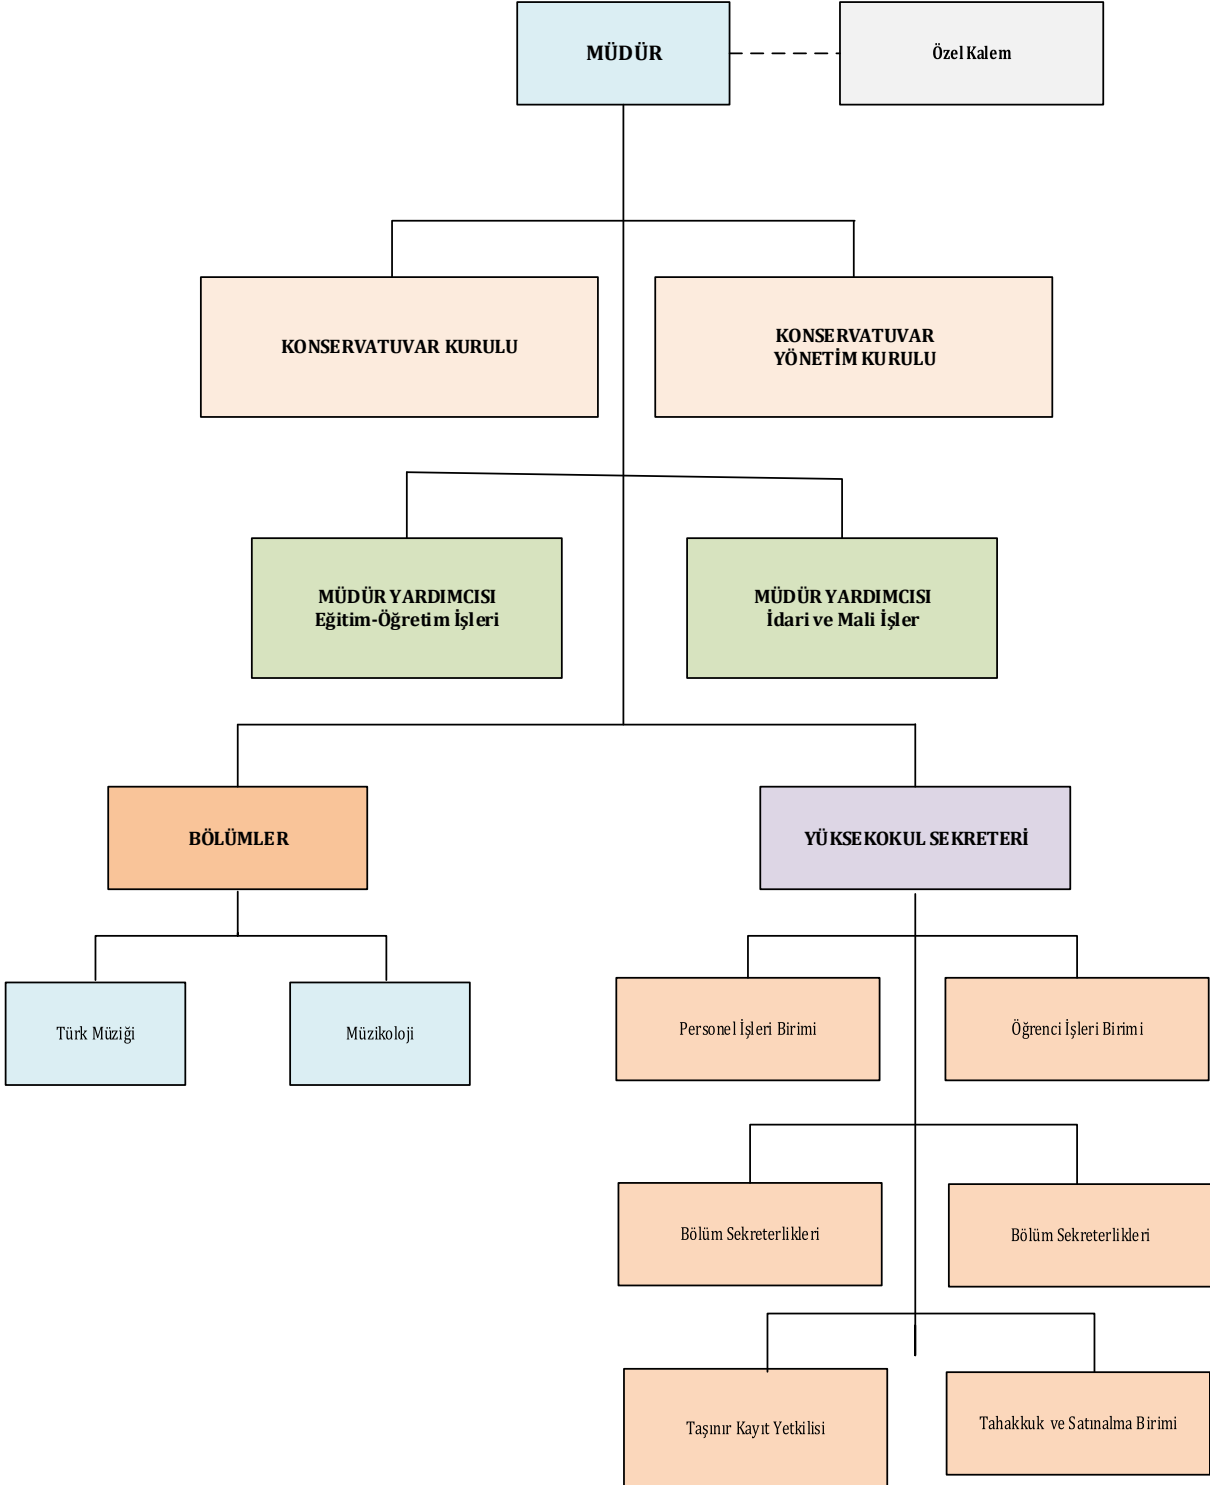 MÜDÜR
Özel Kalem
KONSERVATUVAR KURULU
KONSERVATUVAR
YÖNETİM KURULU
MÜDÜR YARDIMCISI
Eğitim-Öğretim İşleri
MÜDÜR YARDIMCISI
İdari ve Mali İşler
BÖLÜMLER
YÜKSEKOKUL SEKRETERİ
Türk Müziği
Müzikoloji
Personel İşleri Birimi
Öğrenci İşleri Birimi
Bölüm Sekreterlikleri
Bölüm Sekreterlikleri
Taşınır Kayıt Yetkilisi
Tahakkuk ve Satınalma Birimi